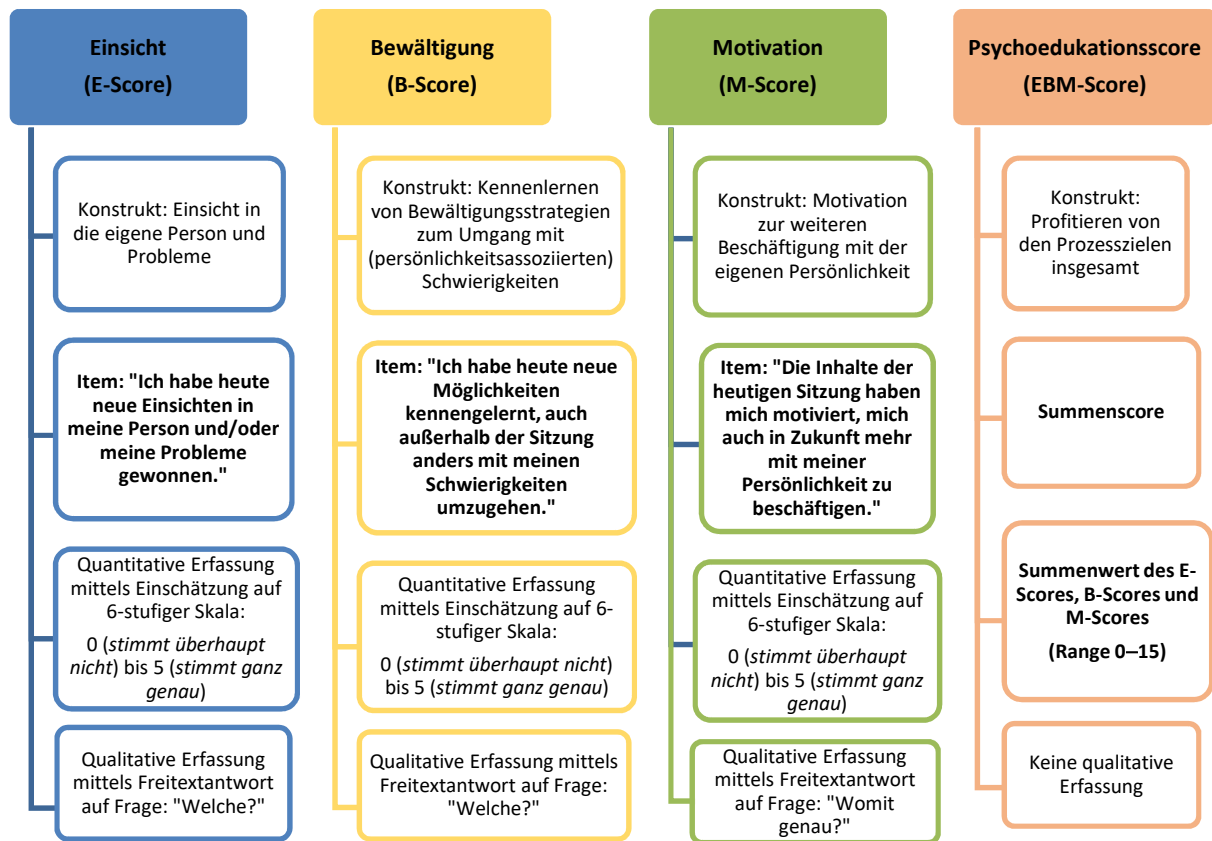 Einsicht
(E-Score)
Konstrukt: Einsicht in
die eigene Person und
Probleme
Item: "Ich habe heute
neue Einsichten in
meine Person und/oder
meine Probleme
gewonnen."
Quantitative Erfassung
mittels Einschätzung auf
6-stufiger Skala:
0 (stimmt überhaupt
nicht) bis 5 (stimmt ganz
genau)
Qualitative Erfassung
mittels Freitextantwort
auf Frage: "Welche?"
Bewältigung
(B-Score)
Konstrukt: Kennenlernen
von Bewältigungsstrategien
zum Umgang mit
(persönlichkeitsassoziierten)
Schwierigkeiten
Item: "Ich habe heute neue
Möglichkeiten
kennengelernt, auch
außerhalb der Sitzung
anders mit meinen
Schwierigkeiten
umzugehen."
Quantitative Erfassung
mittels Einschätzung auf 6-
stufiger Skala:
0 (stimmt überhaupt nicht)
bis 5 (stimmt ganz genau)
Qualitative Erfassung mittels
Freitextantwort auf Frage:
"Welche?"
Motivation
(M-Score)
Konstrukt: Motivation
zur weiteren
Beschäftigung mit der
eigenen Persönlichkeit
Item: "Die Inhalte der
heutigen Sitzung haben
mich motiviert, mich
auch in Zukunft mehr
mit meiner
Persönlichkeit zu
beschäftigen."
Quantitative Erfassung
mittels Einschätzung auf
6-stufiger Skala:
0 (stimmt überhaupt
nicht) bis 5 (stimmt ganz
genau)
Qualitative Erfassung
mittels Freitextantwort
auf Frage: "Womit
genau?"
Psychoedukationsscore
(EBM-Score)
Konstrukt:
Profitieren von
den Prozesszielen
insgesamt
Summenscore
Summenwert des E-
Scores, B-Scores und
M-Scores
(Range 0–15)
Keine qualitative
Erfassung